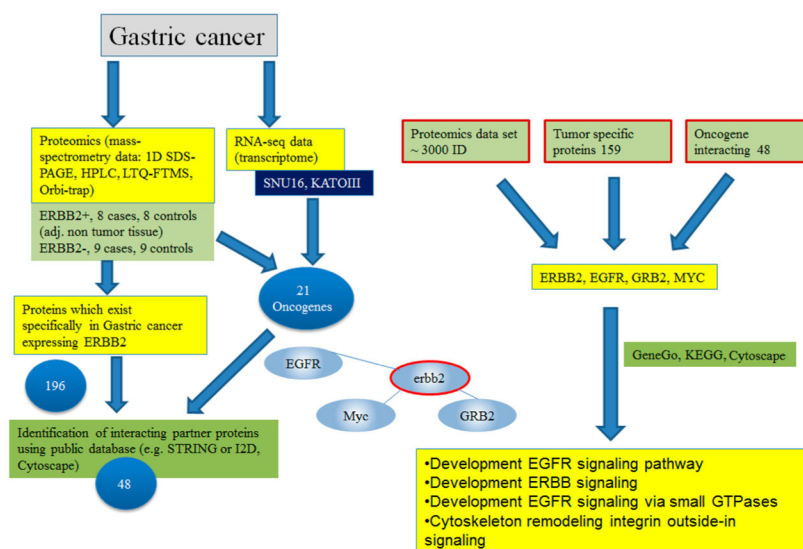 Gastric cancer
Proteomics (mass-
spectrometry data: 1D SDS-
PAGE, HPLC, LTQ-FTMS,
Orbi-trap)
RNA-seq data
(transcriptome)
SNU16, KATOIII
ERBB2+, 8 cases, 8 controls
(adj. non tumor tissue)
ERBB2-, 9 cases, 9 controls
21
Oncogenes
Proteins which exist
specifically in Gastric cancer
expressing ERBB2
196
Identification of interacting partner proteins
using public database (e.g. STRING or I2D,
Cytoscape)
48
EGFR
erbb2
Myc
GRB2
Proteomics data set
~ 3000 ID
Tumor specific
proteins 159
Oncogene
interacting 48
ERBB2, EGFR, GRB2, MYC
GeneGo, KEGG, Cytoscape
•Development EGFR signaling pathway
•Development ERBB signaling
•Development EGFR signaling via small GTPases
•Cytoskeleton remodeling integrin outside-in
signaling